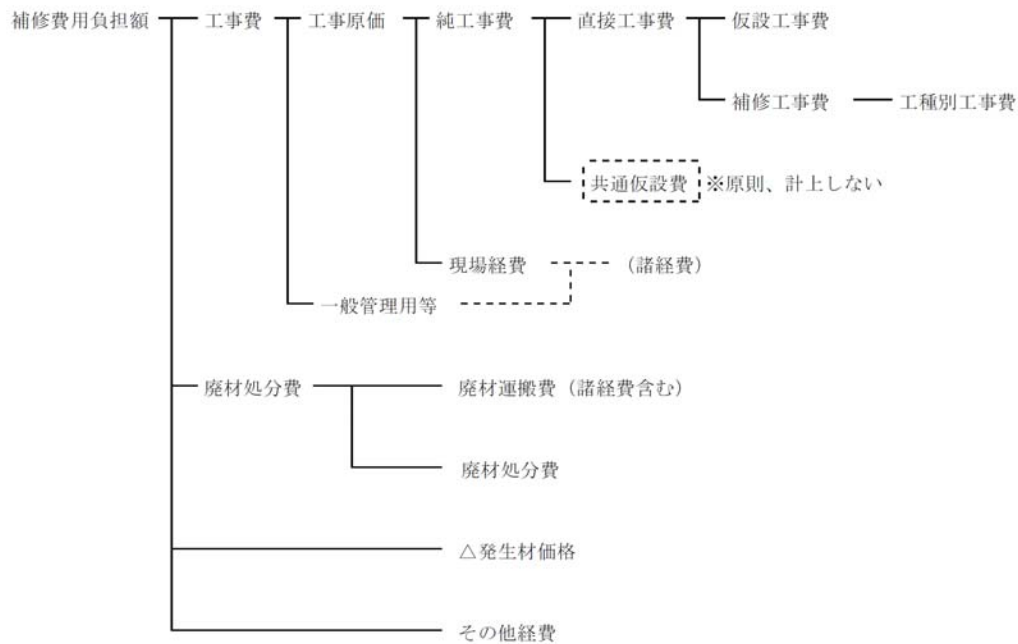 補修費用負担額 工事費 工事原価 純工事費 直接工事費 仮設工事費
補修工事費 工種別工事費
共通仮設費 ※原則、計上しない
現場経費 (諸経費)
一般管理用等
廃材処分費 廃材運搬費(諸経費含む)
廃材処分費
△発生材価格
その他経費